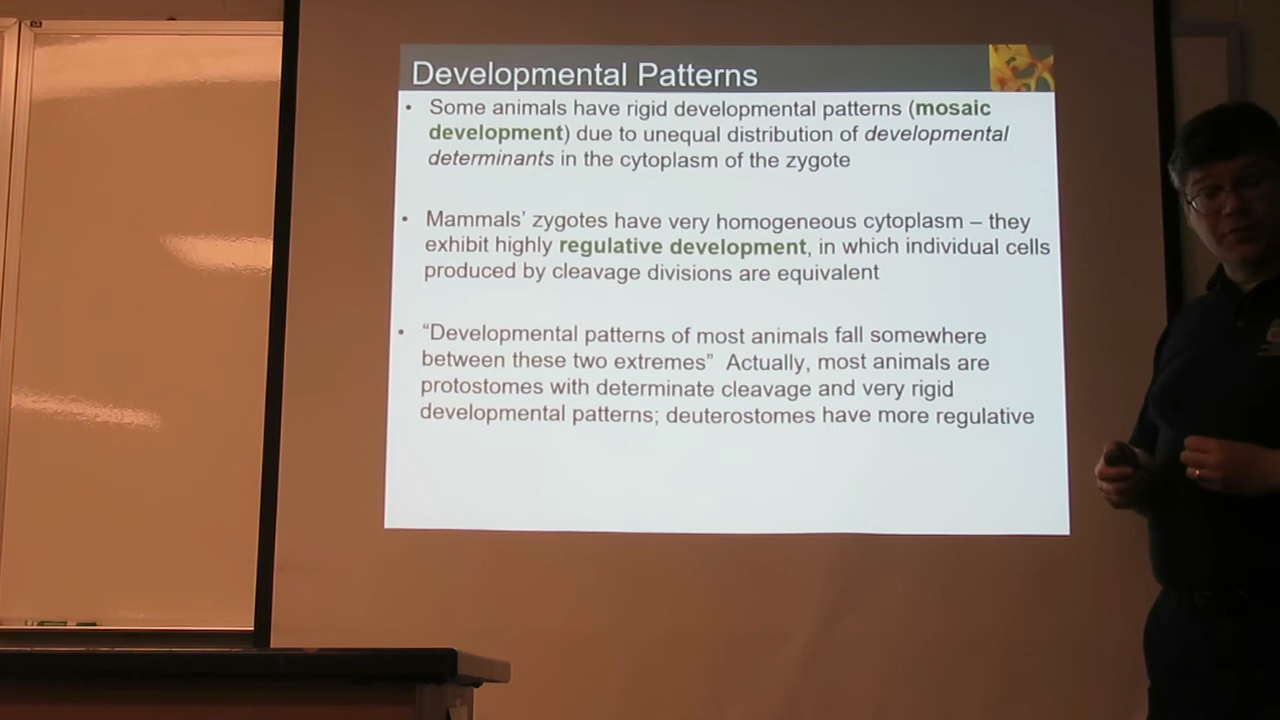 Developmental Patterns
• Some animals have rigid developmental patterns (mosaic
development) due to unequal distribution of developmental
determinants in the cytoplasm of the zygote
• Mammals’ zygotes have very homogeneous cytoplasm – they
exhibit highly regulative development, in which individual cells
produced by cleavage divisions are equivalent
• “Developmental patterns of most animals fall somewhere
between these two extremes” Actually, most animals are
protostomes with determinate cleavage and very rigid
developmental patterns; deuterostomes have more regulative